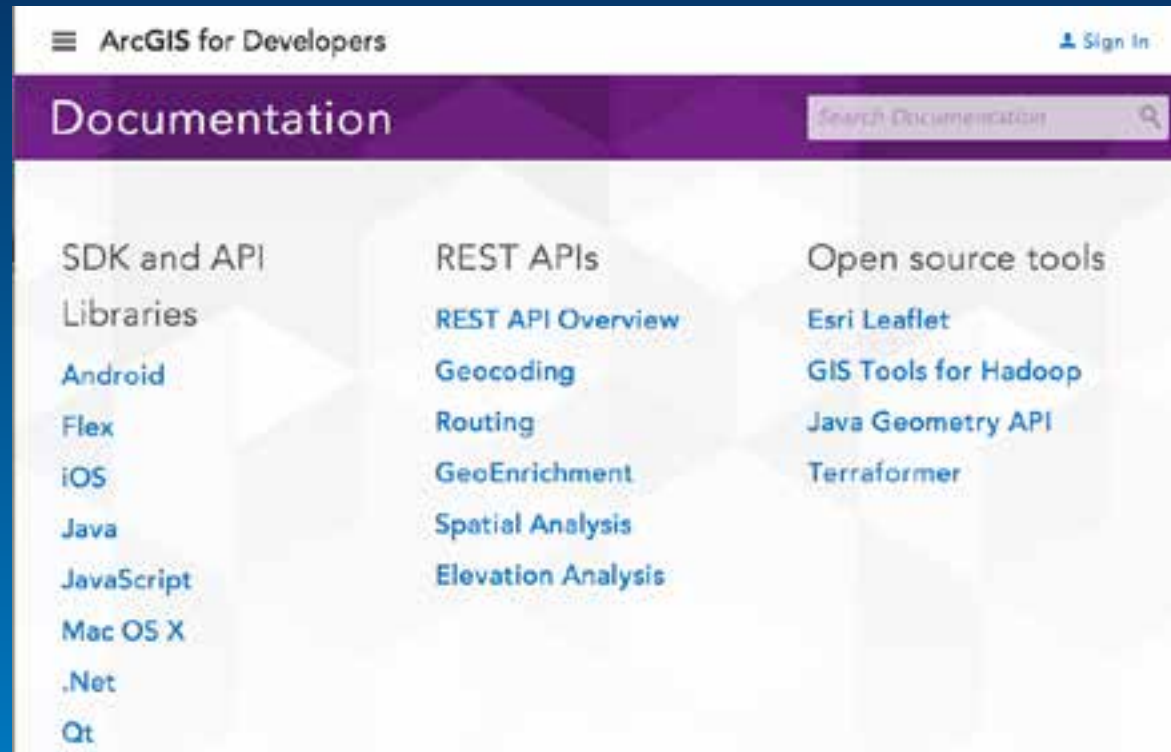 ArcGIS for Developers
Sign In
Documentation
Search Documentation
SDK and API
Libraries
Android
Flex
iOS
Java
JavaScript
Mac OS X
.Net
Qt
REST APIs
REST API Overview
Geocoding
Routing
GeoEnrichment
Spatial Analysis
Elevation Analysis
Open source tools
Esri Leaflet
GIS Tools for Hadoop
Java Geometry API
Terraformer